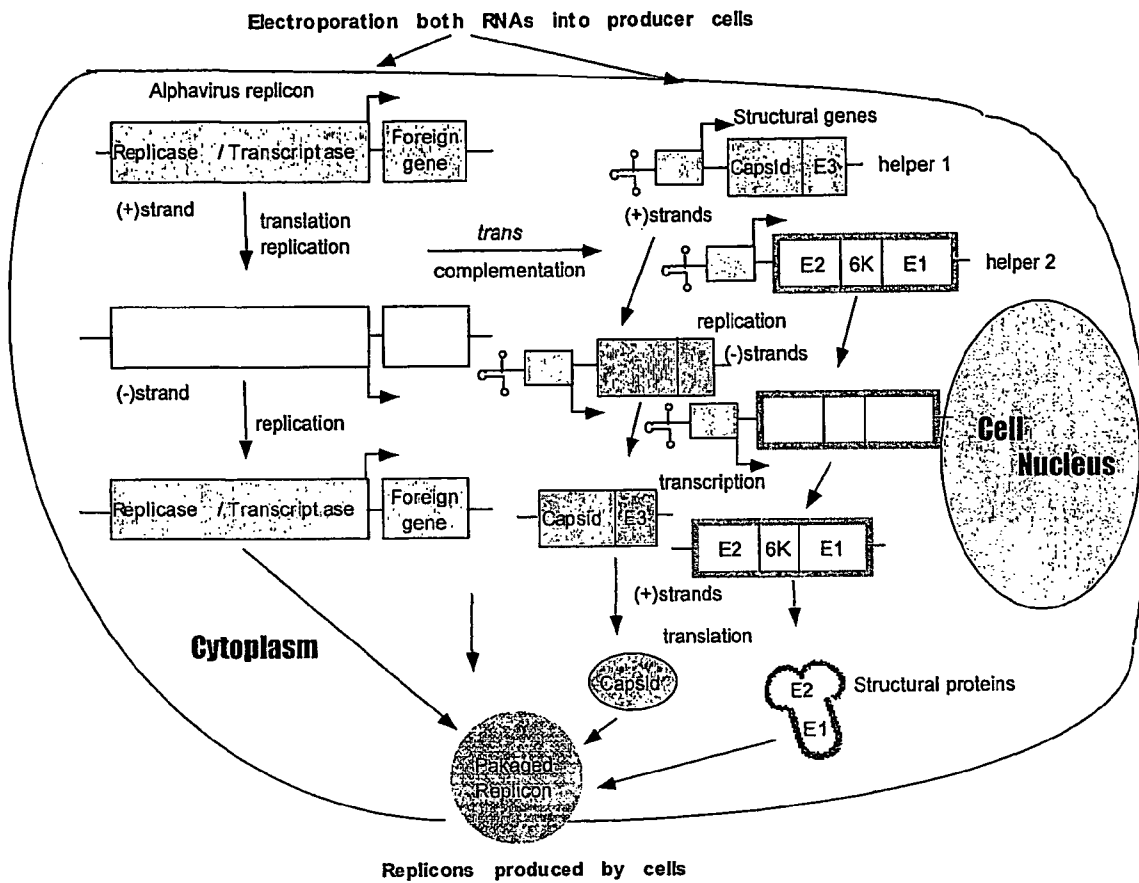 Electroporation both RNAs into producer cells
Alphavirus replicon
Replicase / Transcriptase
Foreign
gene
Structural genes
Capsid E3
helper 1
(+)strand
translation
replication
trans
complementation
(+)strands
E2 6K E1
helper 2
replication
(-)strands
(-)strand
replication
Cell
Nucleus
transcription
Replicase / Transcriptase
Foreign
gene
Capsid E3
E2 6K E1
(+)strands
translation
Cytoplasm
Capsid
E2
E1
Structural proteins
Pakaged
Replicon
Replicons produced by cells